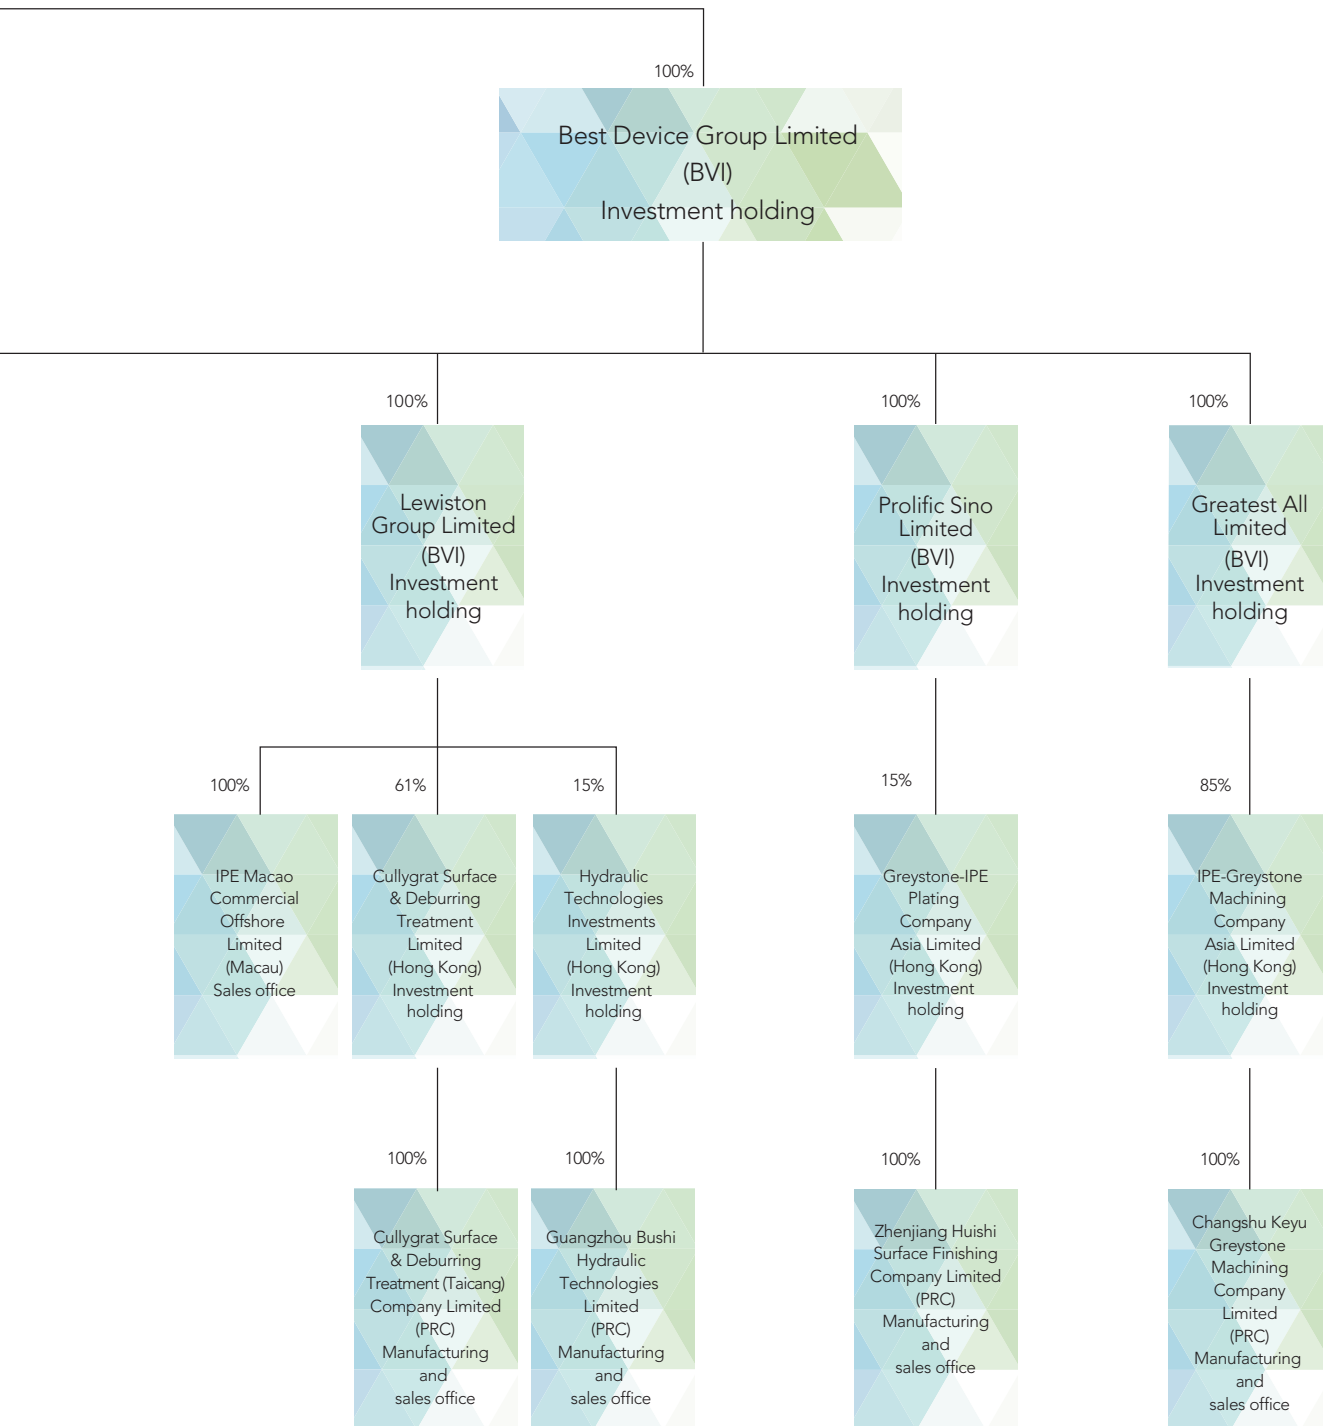 100%
Best Device Group Limited
(BVI)
Investment holding
100%
100%
100%
Lewiston
Group Limited
(BVI)
Investment
holding
Prolific Sino
Limited
(BVI)
Investment
holding
Greatest All
Limited
(BVI)
Investment
holding
100%
61%
15%
15%
85%
IPE Macao
Commercial
Offshore
Limited
(Macau)
Sales office
Cullygrat Surface
& Deburring
Treatment
Limited
(Hong Kong)
Investment
holding
Hydraulic
Technologies
Investments
Limited
(Hong Kong)
Investment
holding
Greystone-IPE
Plating
Company
Asia Limited
(Hong Kong)
Investment
holding
IPE-Greystone
Machining
Company
Asia Limited
(Hong Kong)
Investment
holding
100%
100%
100%
100%
Cullygrat Surface
& Deburring
Treatment (Taicang)
Company Limited
(PRC)
Manufacturing
and
sales office
Guangzhou Bushi
Hydraulic
Technologies
Limited
(PRC)
Manufacturing
and
sales office
Zhenjiang Huishi
Surface Finishing
Company Limited
(PRC)
Manufacturing
and
sales office
Changshu Keyu
Greystone
Machining
Company
Limited
(PRC)
Manufacturing
and
sales office